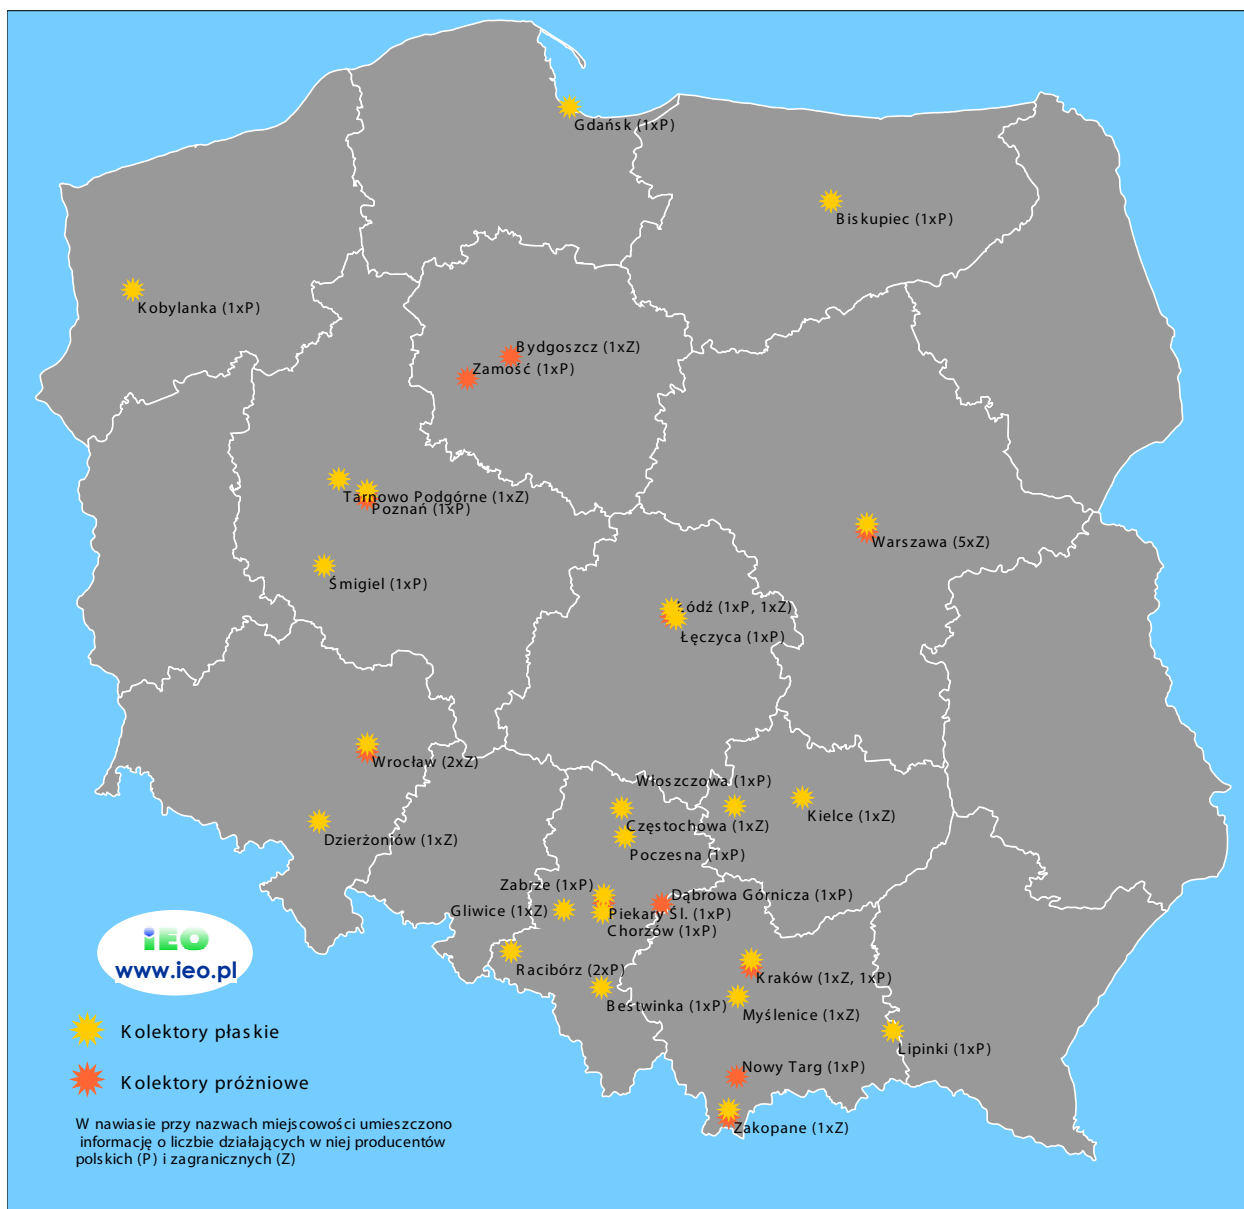 Gdańsk (1xP)
Biskupiec (1xP)
Kobylanka (1xP)
Bydgoszcz (1xZ)
Zamość (1xP)
Tarnowo Podgórne (1xZ)
Poznań (1xP)
Warszawa (5xZ)
Śmigiel (1xP)
Łódź (1xP, 1xZ)
Łęczyca (1xP)
Wrocław (2xZ)
Włoszczowa (1xP)
Kielce (1xZ)
Częstochowa (1xZ)
Dzierżoniów (1xZ)
Poczesna (1xP)
Zabrze (1xP)
Dąbrowa Górnicza (1xP)
Gliwice (1xZ)
Piekary Śl. (1xP)
Chorzów (1xP)
iEO
www.ieo.pl
Racibórz (2xP)
Kraków (1xZ, 1xP)
Bestwinka (1xP)
Myślenice (1xZ)
Kolektory płaskie
Lipinki (1xP)
Nowy Targ (1xP)
Kolektory próżniowe
Zakopane (1xZ)
W nawiasie przy nazwach miejscowości umieszczono
informację o liczbie działających w niej producentów
polskich (P) i zagranicznych (Z)